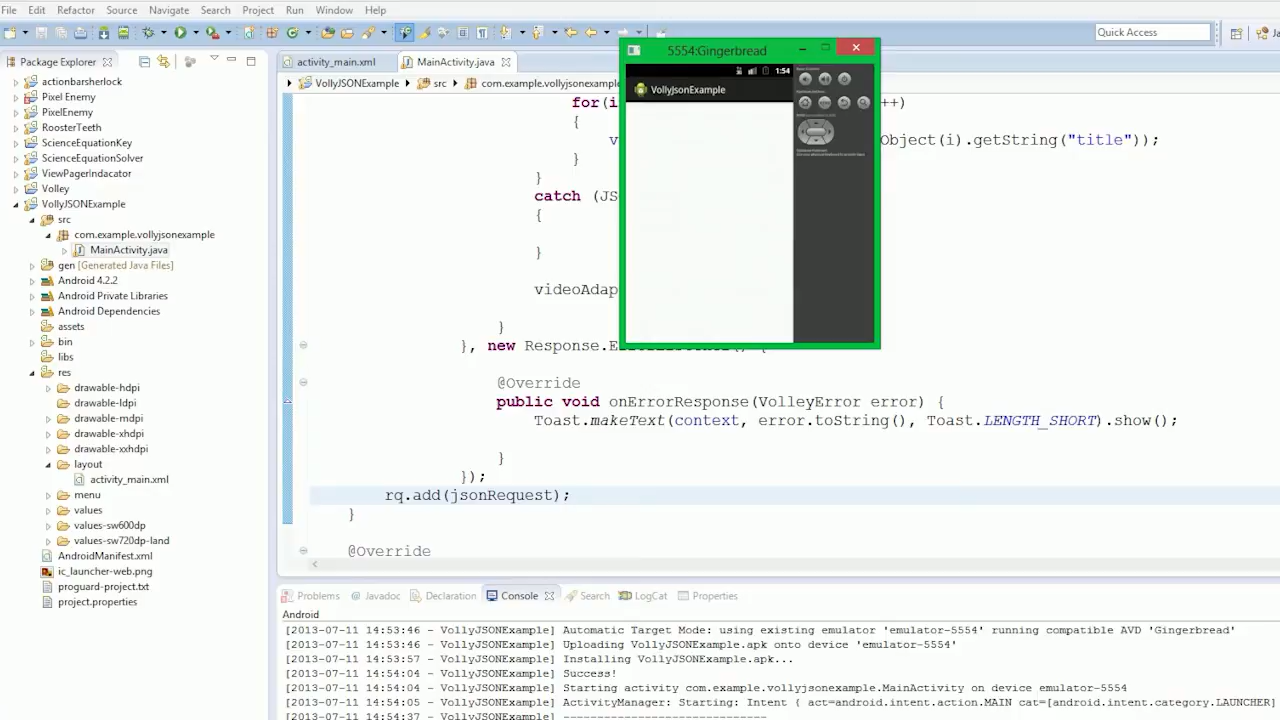 File Edit Refactor Source Navigate Search Project Run Window Help
Quick Access
Package Explorer
activity_main.xml
MainActivity.java
5554:Gingerbread
1:54
VollyJsonExample
VollyJSONExample src com.example.vollyjsonexample
actionbarsherlock
Pixel Enemy
PixelEnemy
RoosterTeeth
ScienceEquationKey
ScienceEquationSolver
ViewPagerIndacator
Volley
VollyJSONExample
src
com.example.vollyjsonexample
MainActivity.java
gen [Generated Java Files]
Android 4.2.2
Android Private Libraries
Android Dependencies
assets
bin
libs
res
drawable-hdpi
drawable-ldpi
drawable-mdpi
drawable-xhdpi
drawable-xxhdpi
layout
activity_main.xml
menu
values
values-sw600dp
values-sw720dp-land
AndroidManifest.xml
ic_launcher-web.png
proguard-project.txt
project.properties
for(i ++)
{
v Object(i).getString("title"));
}
}
catch (JS
{
}
videoAdap
}
}, new Response.E {
@Override
public void onErrorResponse(VolleyError error) {
Toast.makeText(context, error.toString(), Toast.LENGTH_SHORT).show();
}
});
rq.add(jsonRequest);
}
@Override
Problems Javadoc Declaration Console Search LogCat Properties
Android
[2013-07-11 14:53:46 - VollyJSONExample] Automatic Target Mode: using existing emulator 'emulator-5554' running compatible AVD 'Gingerbread'
[2013-07-11 14:53:46 - VollyJSONExample] Uploading VollyJSONExample.apk onto device 'emulator-5554'
[2013-07-11 14:53:57 - VollyJSONExample] Installing VollyJSONExample.apk...
[2013-07-11 14:54:04 - VollyJSONExample] Success!
[2013-07-11 14:54:04 - VollyJSONExample] Starting activity com.example.vollyjsonexample.MainActivity on device emulator-5554
[2013-07-11 14:54:05 - VollyJSONExample] ActivityManager: Starting: Intent { act=android.intent.action.MAIN cat=[android.intent.category.LAUNCHER]
[2013-07-11 14:54:37 - VollyJSONExample] ------------------------------